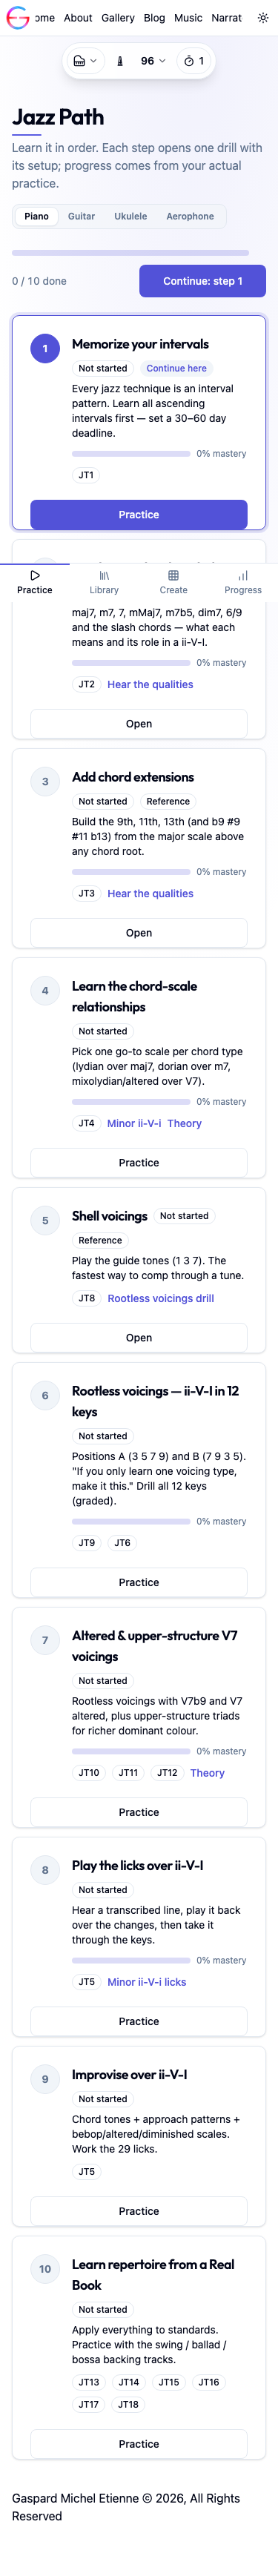 ome About Gallery Blog Music Narrat
96 1
Jazz Path
Learn it in order. Each step opens one drill with
its setup; progress comes from your actual
practice.
Piano Guitar Ukulele Aerophone
0 / 10 done Continue: step 1
1 Memorize your intervals
Not started Continue here
Every jazz technique is an interval
pattern. Learn all ascending
intervals first — set a 30–60 day
deadline.
0% mastery
JT1
Practice
Practice Library Create Progress
maj7, m7, 7, mMaj7, m7b5, dim7, 6/9
and the slash chords — what each
means and its role in a ii-V-I.
0% mastery
JT2 Hear the qualities
Open
3 Add chord extensions
Not started Reference
Build the 9th, 11th, 13th (and b9 #9
#11 b13) from the major scale above
any chord root.
0% mastery
JT3 Hear the qualities
Open
4 Learn the chord-scale
relationships
Not started
Pick one go-to scale per chord type
(lydian over maj7, dorian over m7,
mixolydian/altered over V7).
0% mastery
JT4 Minor ii-V-i Theory
Practice
5 Shell voicings Not started
Reference
Play the guide tones (1 3 7). The
fastest way to comp through a tune.
JT8 Rootless voicings drill
Open
6 Rootless voicings — ii-V-I in 12
keys
Not started
Positions A (3 5 7 9) and B (7 9 3 5).
"If you only learn one voicing type,
make it this." Drill all 12 keys
(graded).
0% mastery
JT9 JT6
Practice
7 Altered & upper-structure V7
voicings
Not started
Rootless voicings with V7b9 and V7
altered, plus upper-structure triads
for richer dominant colour.
0% mastery
JT10 JT11 JT12 Theory
Practice
8 Play the licks over ii-V-I
Not started
Hear a transcribed line, play it back
over the changes, then take it
through the keys.
0% mastery
JT5 Minor ii-V-i licks
Practice
9 Improvise over ii-V-I
Not started
Chord tones + approach patterns +
bebop/altered/diminished scales.
Work the 29 licks.
JT5
Practice
10 Learn repertoire from a Real
Book
Not started
Apply everything to standards.
Practice with the swing / ballad /
bossa backing tracks.
JT13 JT14 JT15 JT16
JT17 JT18
Practice
Gaspard Michel Etienne © 2026, All Rights
Reserved